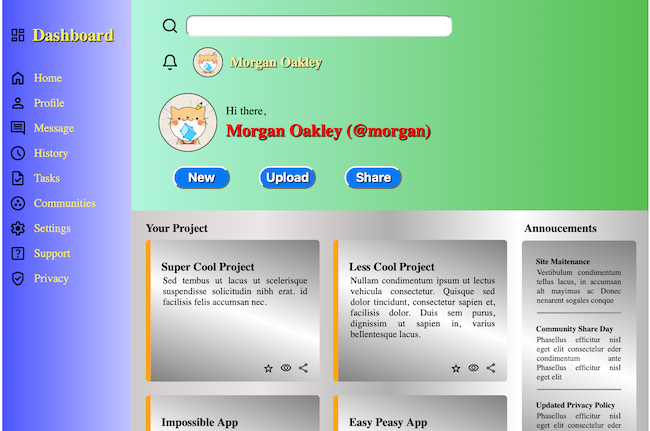 Dashboard
Home
Profile
Message
History
Tasks
Communities
Settings
Support
Privacy
Morgan Oakley
Hi there,
Morgan Oakley (@morgan)
New
Upload
Share
Your Project
Super Cool Project
Sed tembus ut lacus ut scelerisque
suspendisse solicitudin nibh erat. id
facilisis felis accumsan nec.
Less Cool Project
Nullam condimentum ipsum ut lectus
vehicula consectetur. Quisque sed
dolor tincidunt, consectetur sapien et,
facilisis dolor. Duis sem purus,
dignissim ut sapien in, varius
bellentesque lacus.
Impossible App
Easy Peasy App
Annoucements
Site Maitenance
Vestibulum condimentum
tellus lacus, in accumsan
alt mayimus ac Donec
nenarent sogales conque
Community Share Day
Phasellus efficitur nisI
eget elit consectelur eder
condimentum ante
Phasellus efficitur nisI
eget elit
Updated Privacy Policy
Phasellus efficitur nisI
eget elit consectelur eder